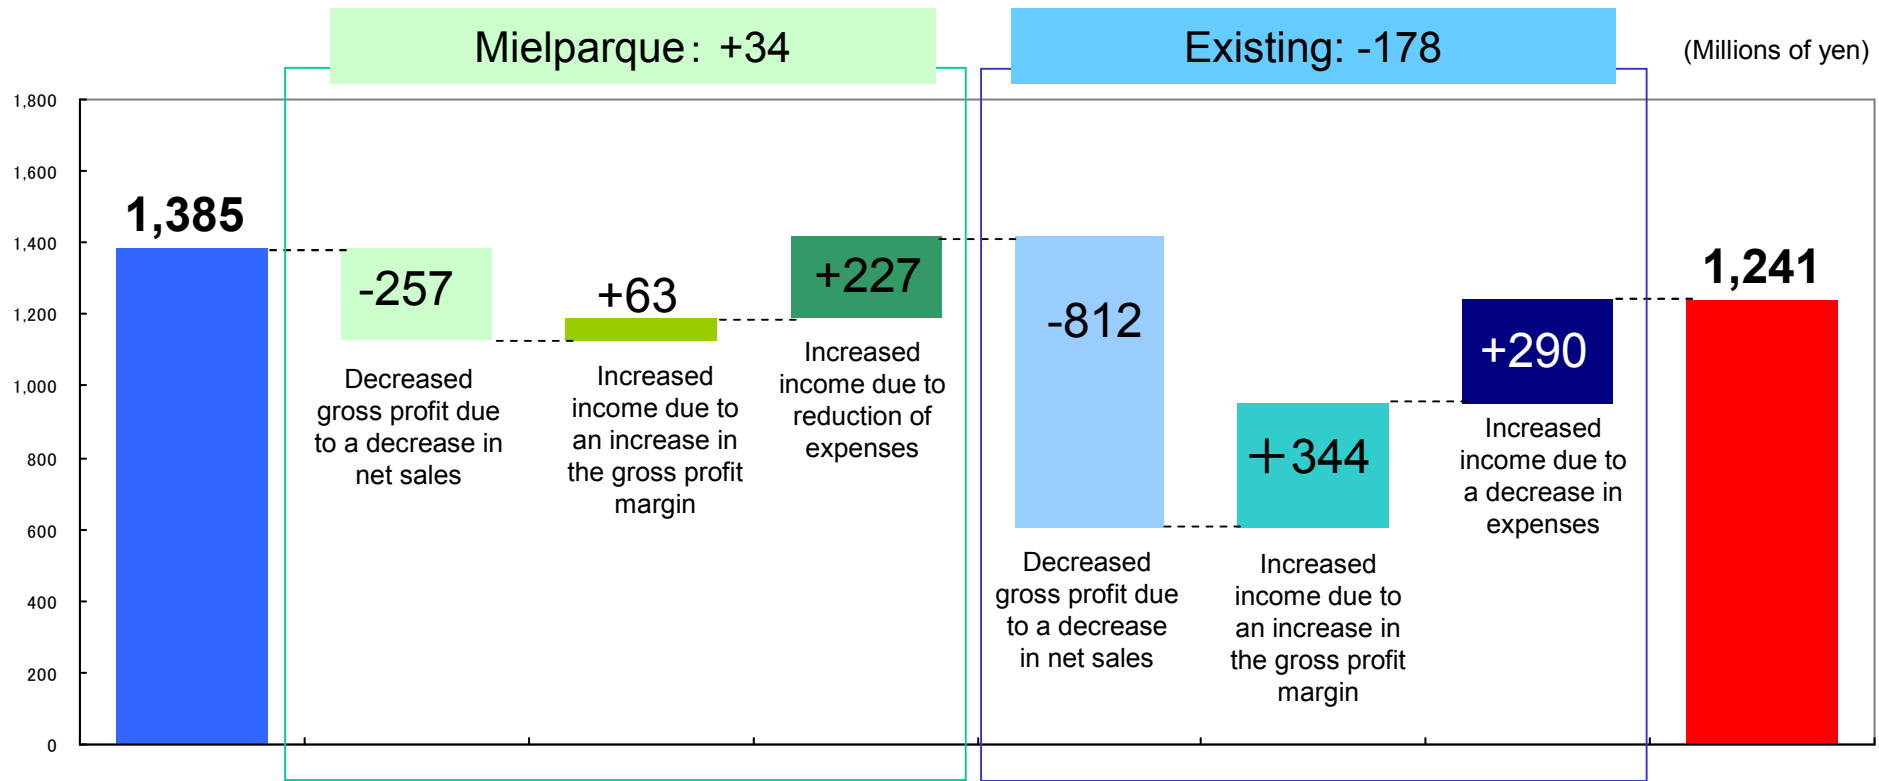 Mielparque: +34
Existing: -178
(Millions of yen)
1,800
1,600
1,400
1,200
1,000
800
600
400
200
0
1,385
-257
Decreased
gross profit due
to a decrease in
net sales
+63
Increased
income due to
an increase in
the gross profit
margin
+227
Increased
income due to
reduction of
expenses
-812
Decreased
gross profit due
to a decrease
in net sales
+344
Increased
income due to
an increase in
the gross profit
margin
+290
Increased
income due to
a decrease in
expenses
1,241